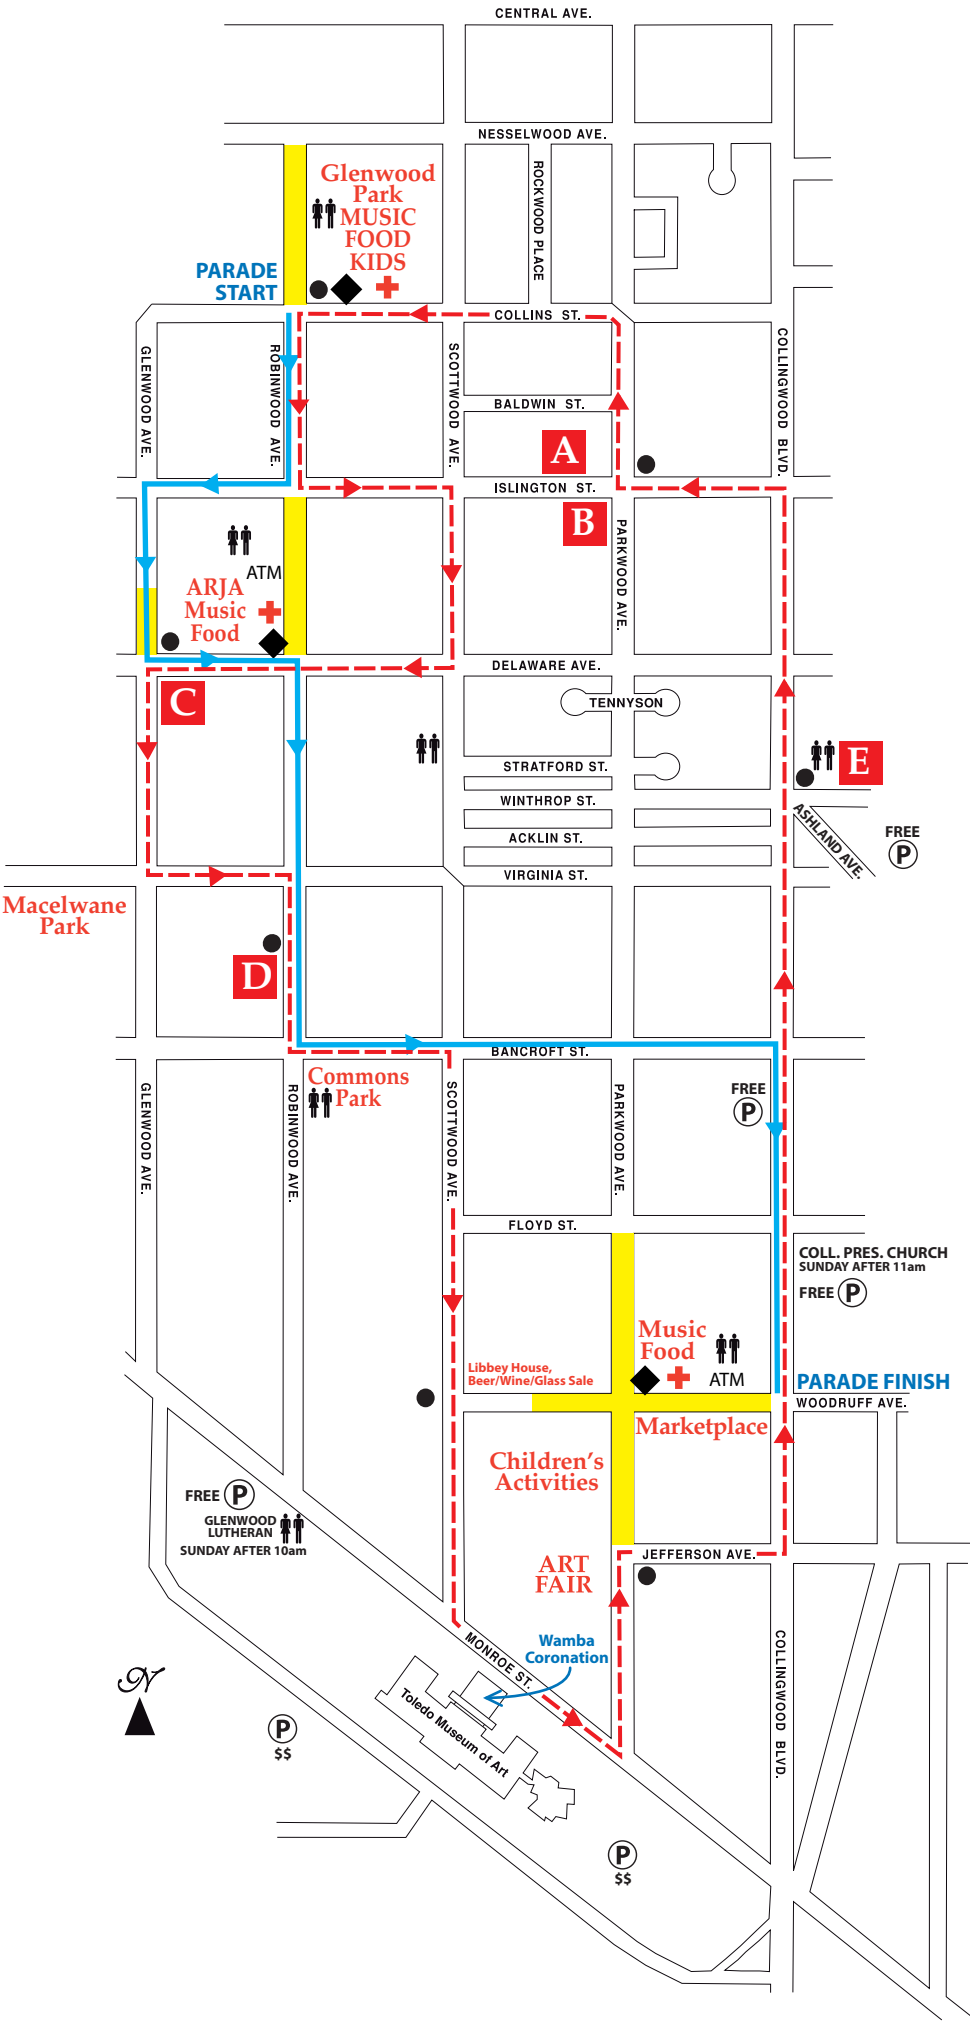 CENTRAL AVE.
NESSELWOOD AVE.
ROCKWOOD PLACE
Glenwood
Park
MUSIC
FOOD
KIDS
PARADE
START
COLLINS ST.
GLENWOOD AVE.
ROBINWOOD AVE.
SCOTTWOOD AVE.
COLLINGWOOD BLVD.
BALDWIN ST.
A
ISLINGTON ST.
B
PARKWOOD AVE.
ATM
ARJA
Music
Food
DELAWARE AVE.
C
TENNYSON
STRATFORD ST.
E
WINTHROP ST.
ASHLAND AVE.
ACKLIN ST.
FREE
P
VIRGINIA ST.
Macelwane
Park
D
BANCROFT ST.
Commons
Park
GLENWOOD AVE.
ROBINWOOD AVE.
SCOTTWOOD AVE.
PARKWOOD AVE.
FREE
P
FLOYD ST.
COLL. PRES. CHURCH
SUNDAY AFTER 11am
FREE P
Music
Food
ATM
Libbey House,
Beer/Wine/Glass Sale
PARADE FINISH
WOODRUFF AVE.
Marketplace
Children's
Activities
FREE P
GLENWOOD
LUTHERAN
SUNDAY AFTER 10am
JEFFERSON AVE.
ART
FAIR
Wamba
Coronation
MONROE ST.
COLLINGWOOD BLVD.
Toledo Museum of Art
N
P
$$
P
$$